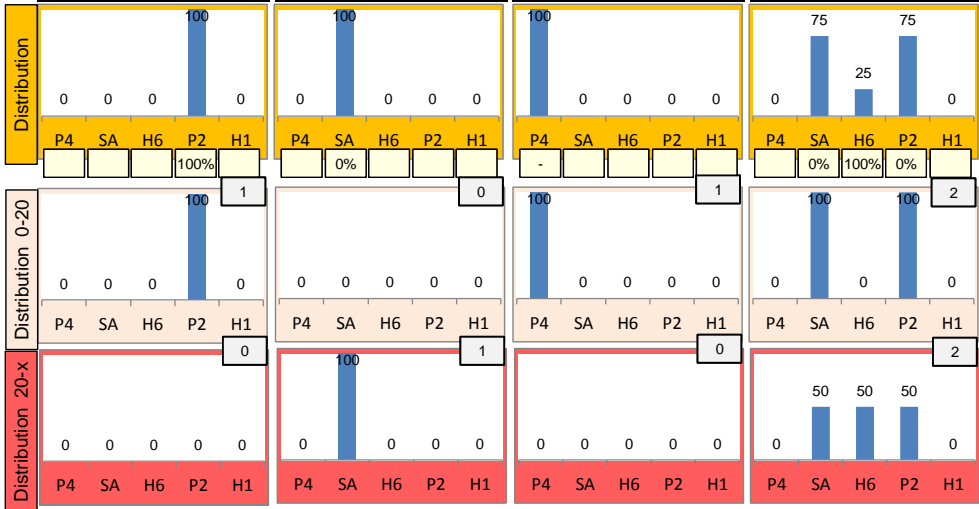 Distribution
100 0 0 0 0
P4 SA H6 P2 H1
100 0 0 0 0
P4 SA H6 P2 H1
100 0 0 0 0
P4 SA H6 P2 H1
0 75 25 75 0
P4 SA H6 P2 H1
100%
0%
-
0% 100% 0%
Distribution 0-20
1
0 0 0 100 0
P4 SA H6 P2 H1
0
0 0 0 0 0
P4 SA H6 P2 H1
1
100 0 0 0 0
P4 SA H6 P2 H1
2
0 100 0 100 0
P4 SA H6 P2 H1
Distribution 20-x
0
0 0 0 0 0
P4 SA H6 P2 H1
1
0 100 0 0 0
P4 SA H6 P2 H1
0
0 0 0 0 0
P4 SA H6 P2 H1
2
0 50 50 50 0
P4 SA H6 P2 H1